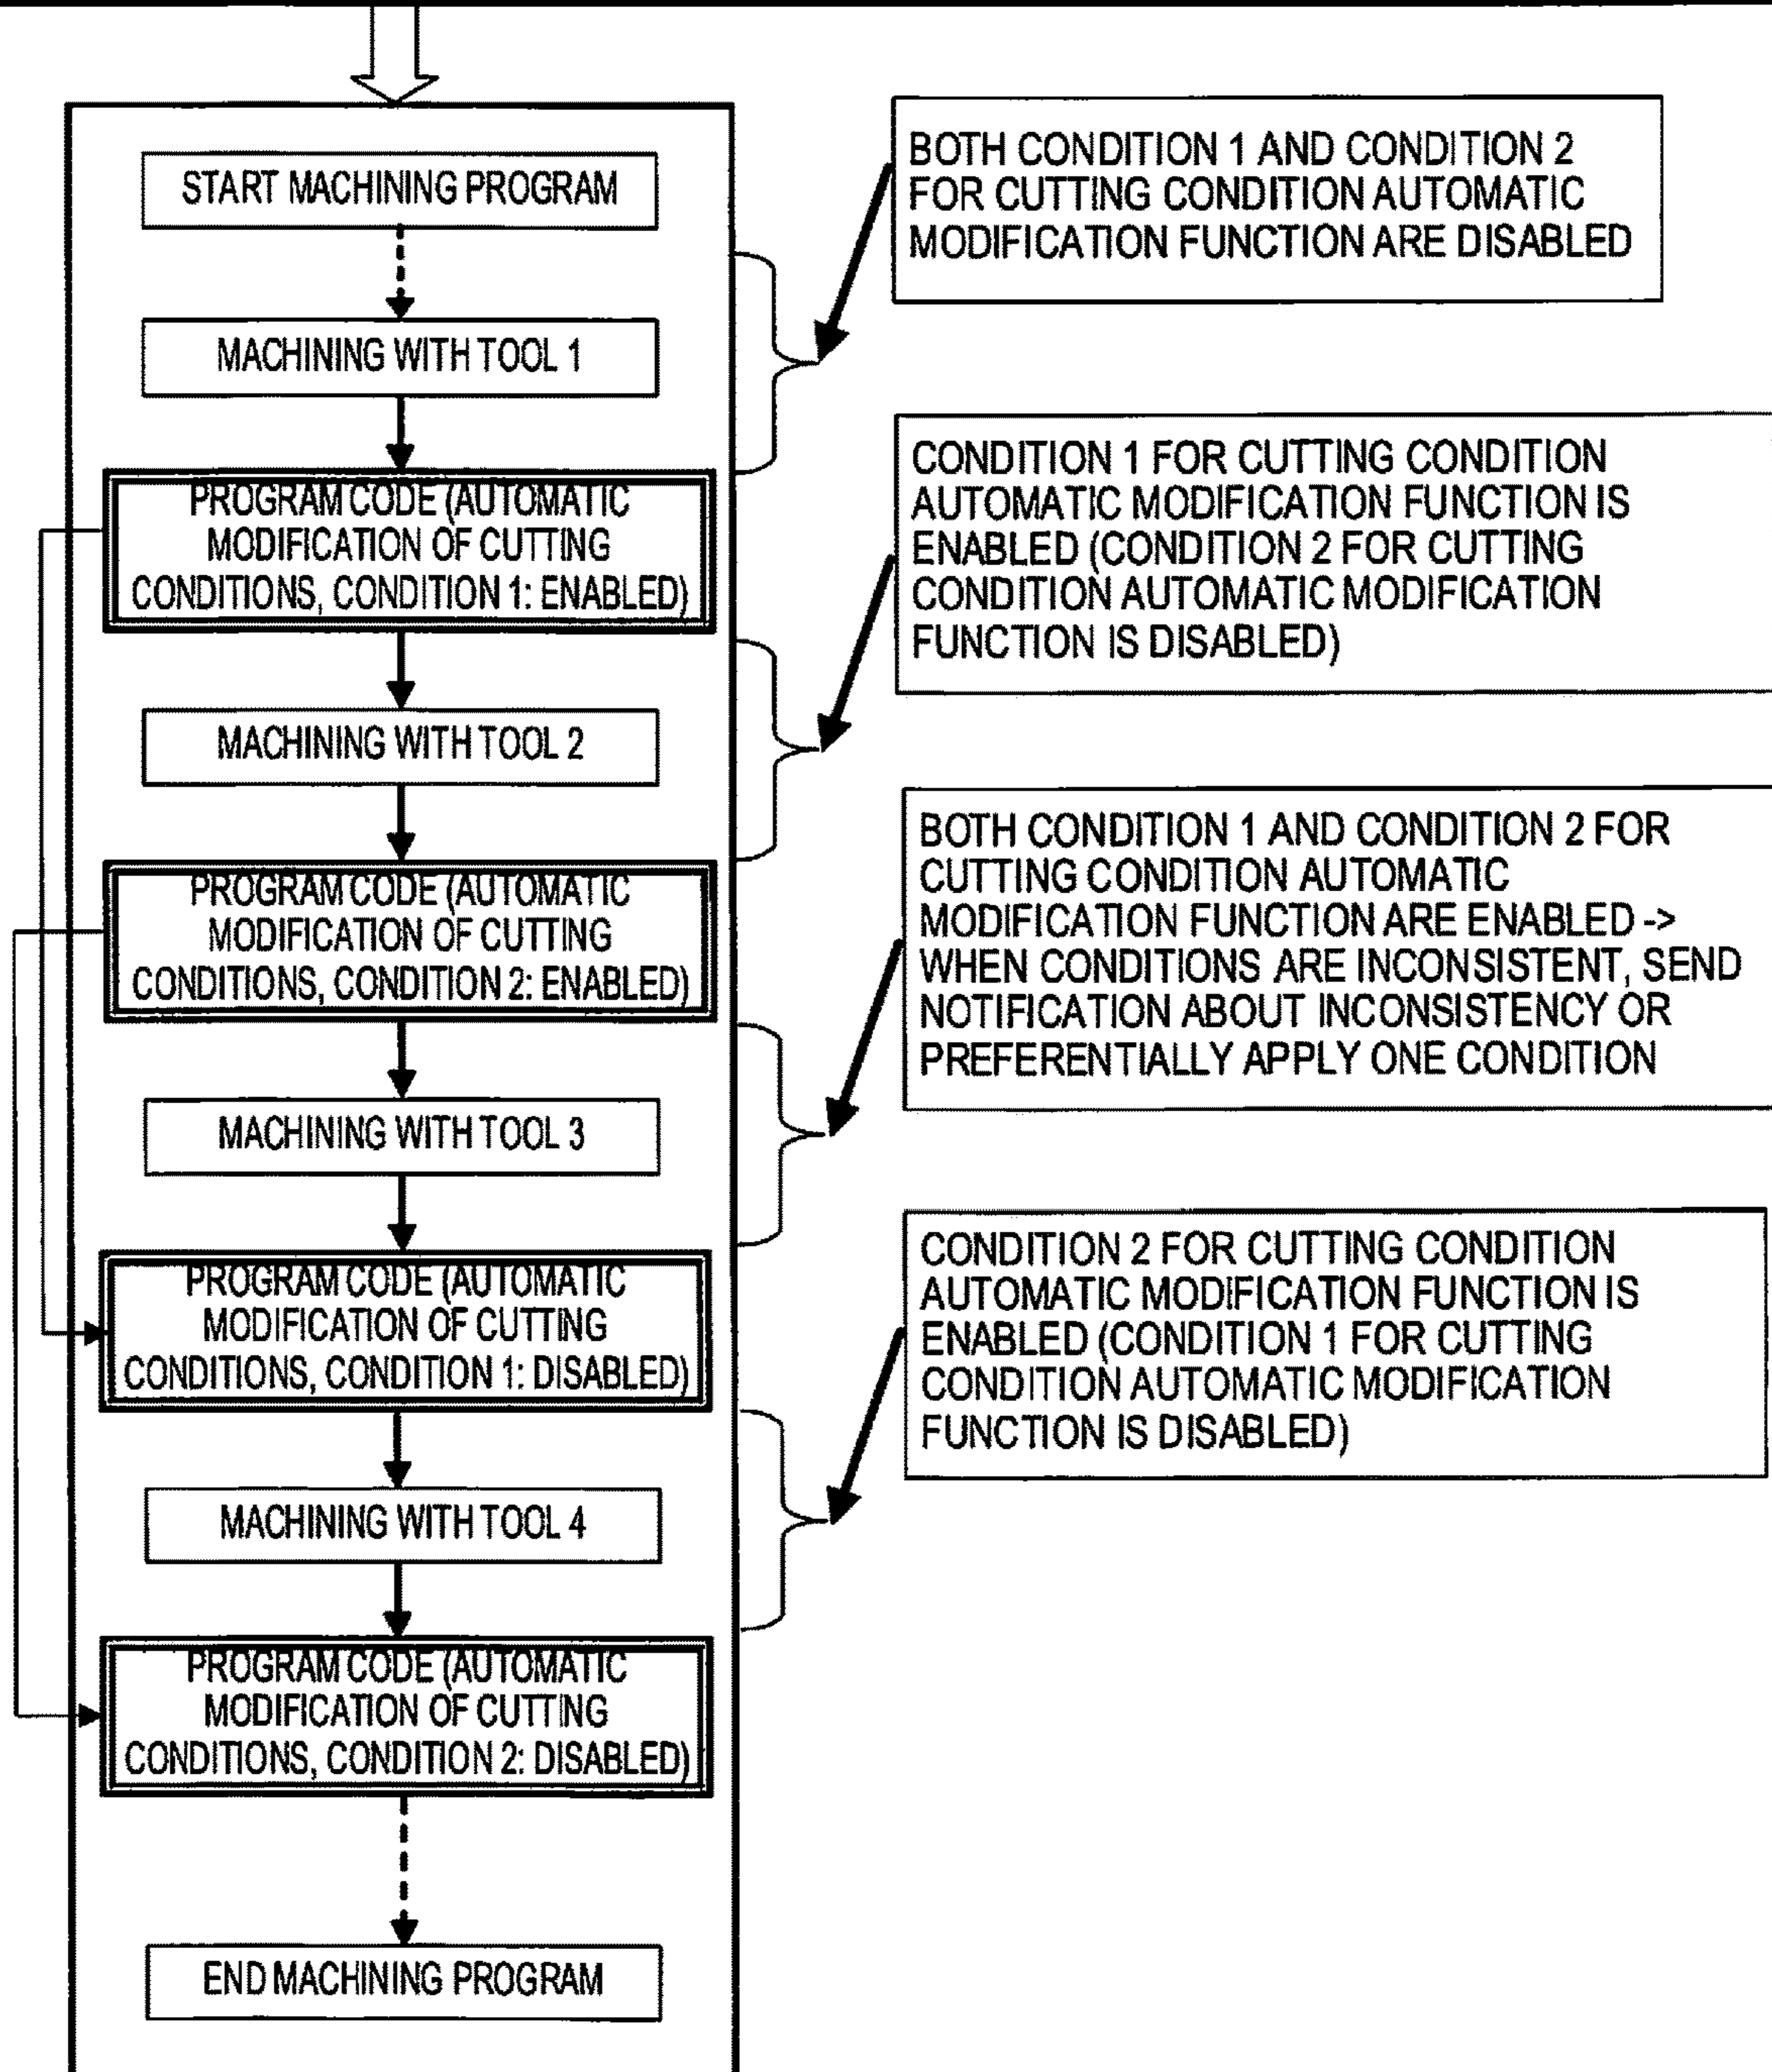 START MACHINING PROGRAM
MACHINING WITH TOOL 1
PROGRAM CODE (AUTOMATIC
MODIFICATION OF CUTTING
CONDITIONS, CONDITION 1: ENABLED)
MACHINING WITH TOOL 2
PROGRAM CODE (AUTOMATIC
MODIFICATION OF CUTTING
CONDITIONS, CONDITION 2: ENABLED)
MACHINING WITH TOOL 3
PROGRAM CODE (AUTOMATIC
MODIFICATION OF CUTTING
CONDITIONS, CONDITION 1: DISABLED)
MACHINING WITH TOOL 4
PROGRAM CODE (AUTOMATIC
MODIFICATION OF CUTTING
CONDITIONS, CONDITION 2: DISABLED)
END MACHINING PROGRAM
BOTH CONDITION 1 AND CONDITION 2
FOR CUTTING CONDITION AUTOMATIC
MODIFICATION FUNCTION ARE DISABLED
CONDITION 1 FOR CUTTING CONDITION
AUTOMATIC MODIFICATION FUNCTION IS
ENABLED (CONDITION 2 FOR CUTTING
CONDITION AUTOMATIC MODIFICATION
FUNCTION IS DISABLED)
BOTH CONDITION 1 AND CONDITION 2 FOR
CUTTING CONDITION AUTOMATIC
MODIFICATION FUNCTION ARE ENABLED ->
WHEN CONDITIONS ARE INCONSISTENT, SEND
NOTIFICATION ABOUT INCONSISTENCY OR
PREFERENTIALLY APPLY ONE CONDITION
CONDITION 2 FOR CUTTING CONDITION
AUTOMATIC MODIFICATION FUNCTION IS
ENABLED (CONDITION 1 FOR CUTTING
CONDITION AUTOMATIC MODIFICATION
FUNCTION IS DISABLED)